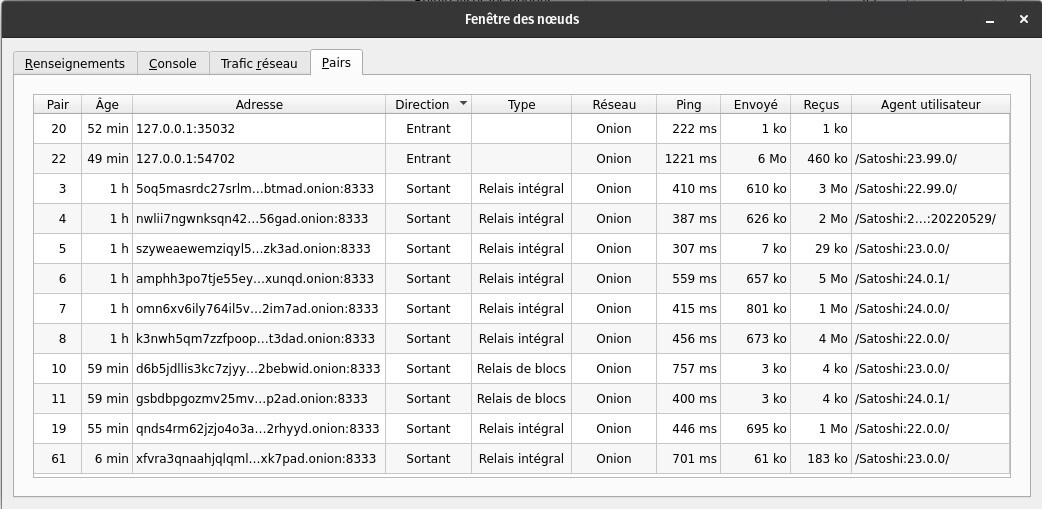 Fenêtre des nœuds
Renseignements Console Trafic réseau Pairs
Pair Âge Adresse Direction Type Réseau Ping Envoyé Reçus Agent utilisateur
20 52 min 127.0.0.1:35032 Entrant Onion 222 ms 1 ko 1 ko
22 49 min 127.0.0.1:54702 Entrant Onion 1221 ms 6 Mo 460 ko /Satoshi:23.99.0/
3 1 h 5oq5masrdc27srlm...btmad.onion:8333 Sortant Relais intégral Onion 410 ms 610 ko 3 Mo /Satoshi:22.99.0/
4 1 h nwlii7ngwnksqn42...56gad.onion:8333 Sortant Relais intégral Onion 387 ms 626 ko 2 Mo /Satoshi:2...:20220529/
5 1 h szyweaewemziqyl5...zk3ad.onion:8333 Sortant Relais intégral Onion 307 ms 7 ko 29 ko /Satoshi:23.0.0/
6 1 h amphh3po7tje55ey...xunqd.onion:8333 Sortant Relais intégral Onion 559 ms 657 ko 5 Mo /Satoshi:24.0.1/
7 1 h omn6xv6ily764il5v...2im7ad.onion:8333 Sortant Relais intégral Onion 415 ms 801 ko 1 Mo /Satoshi:24.0.0/
8 1 h k3nwh5qm7zzfpoop...t3dad.onion:8333 Sortant Relais intégral Onion 456 ms 673 ko 4 Mo /Satoshi:22.0.0/
10 59 min d6b5jdllis3kc7zjyy...2bebwid.onion:8333 Sortant Relais de blocs Onion 757 ms 3 ko 4 ko /Satoshi:23.0.0/
11 59 min gsbdbpgozmv25mv...p2ad.onion:8333 Sortant Relais de blocs Onion 400 ms 3 ko 4 ko /Satoshi:24.0.1/
19 55 min qnds4rm62jzjo4o3a...2rhyyd.onion:8333 Sortant Relais intégral Onion 446 ms 695 ko 1 Mo /Satoshi:22.0.0/
61 6 min xfvra3qnaahjqlqml...xk7pad.onion:8333 Sortant Relais intégral Onion 701 ms 61 ko 183 ko /Satoshi:23.0.0/